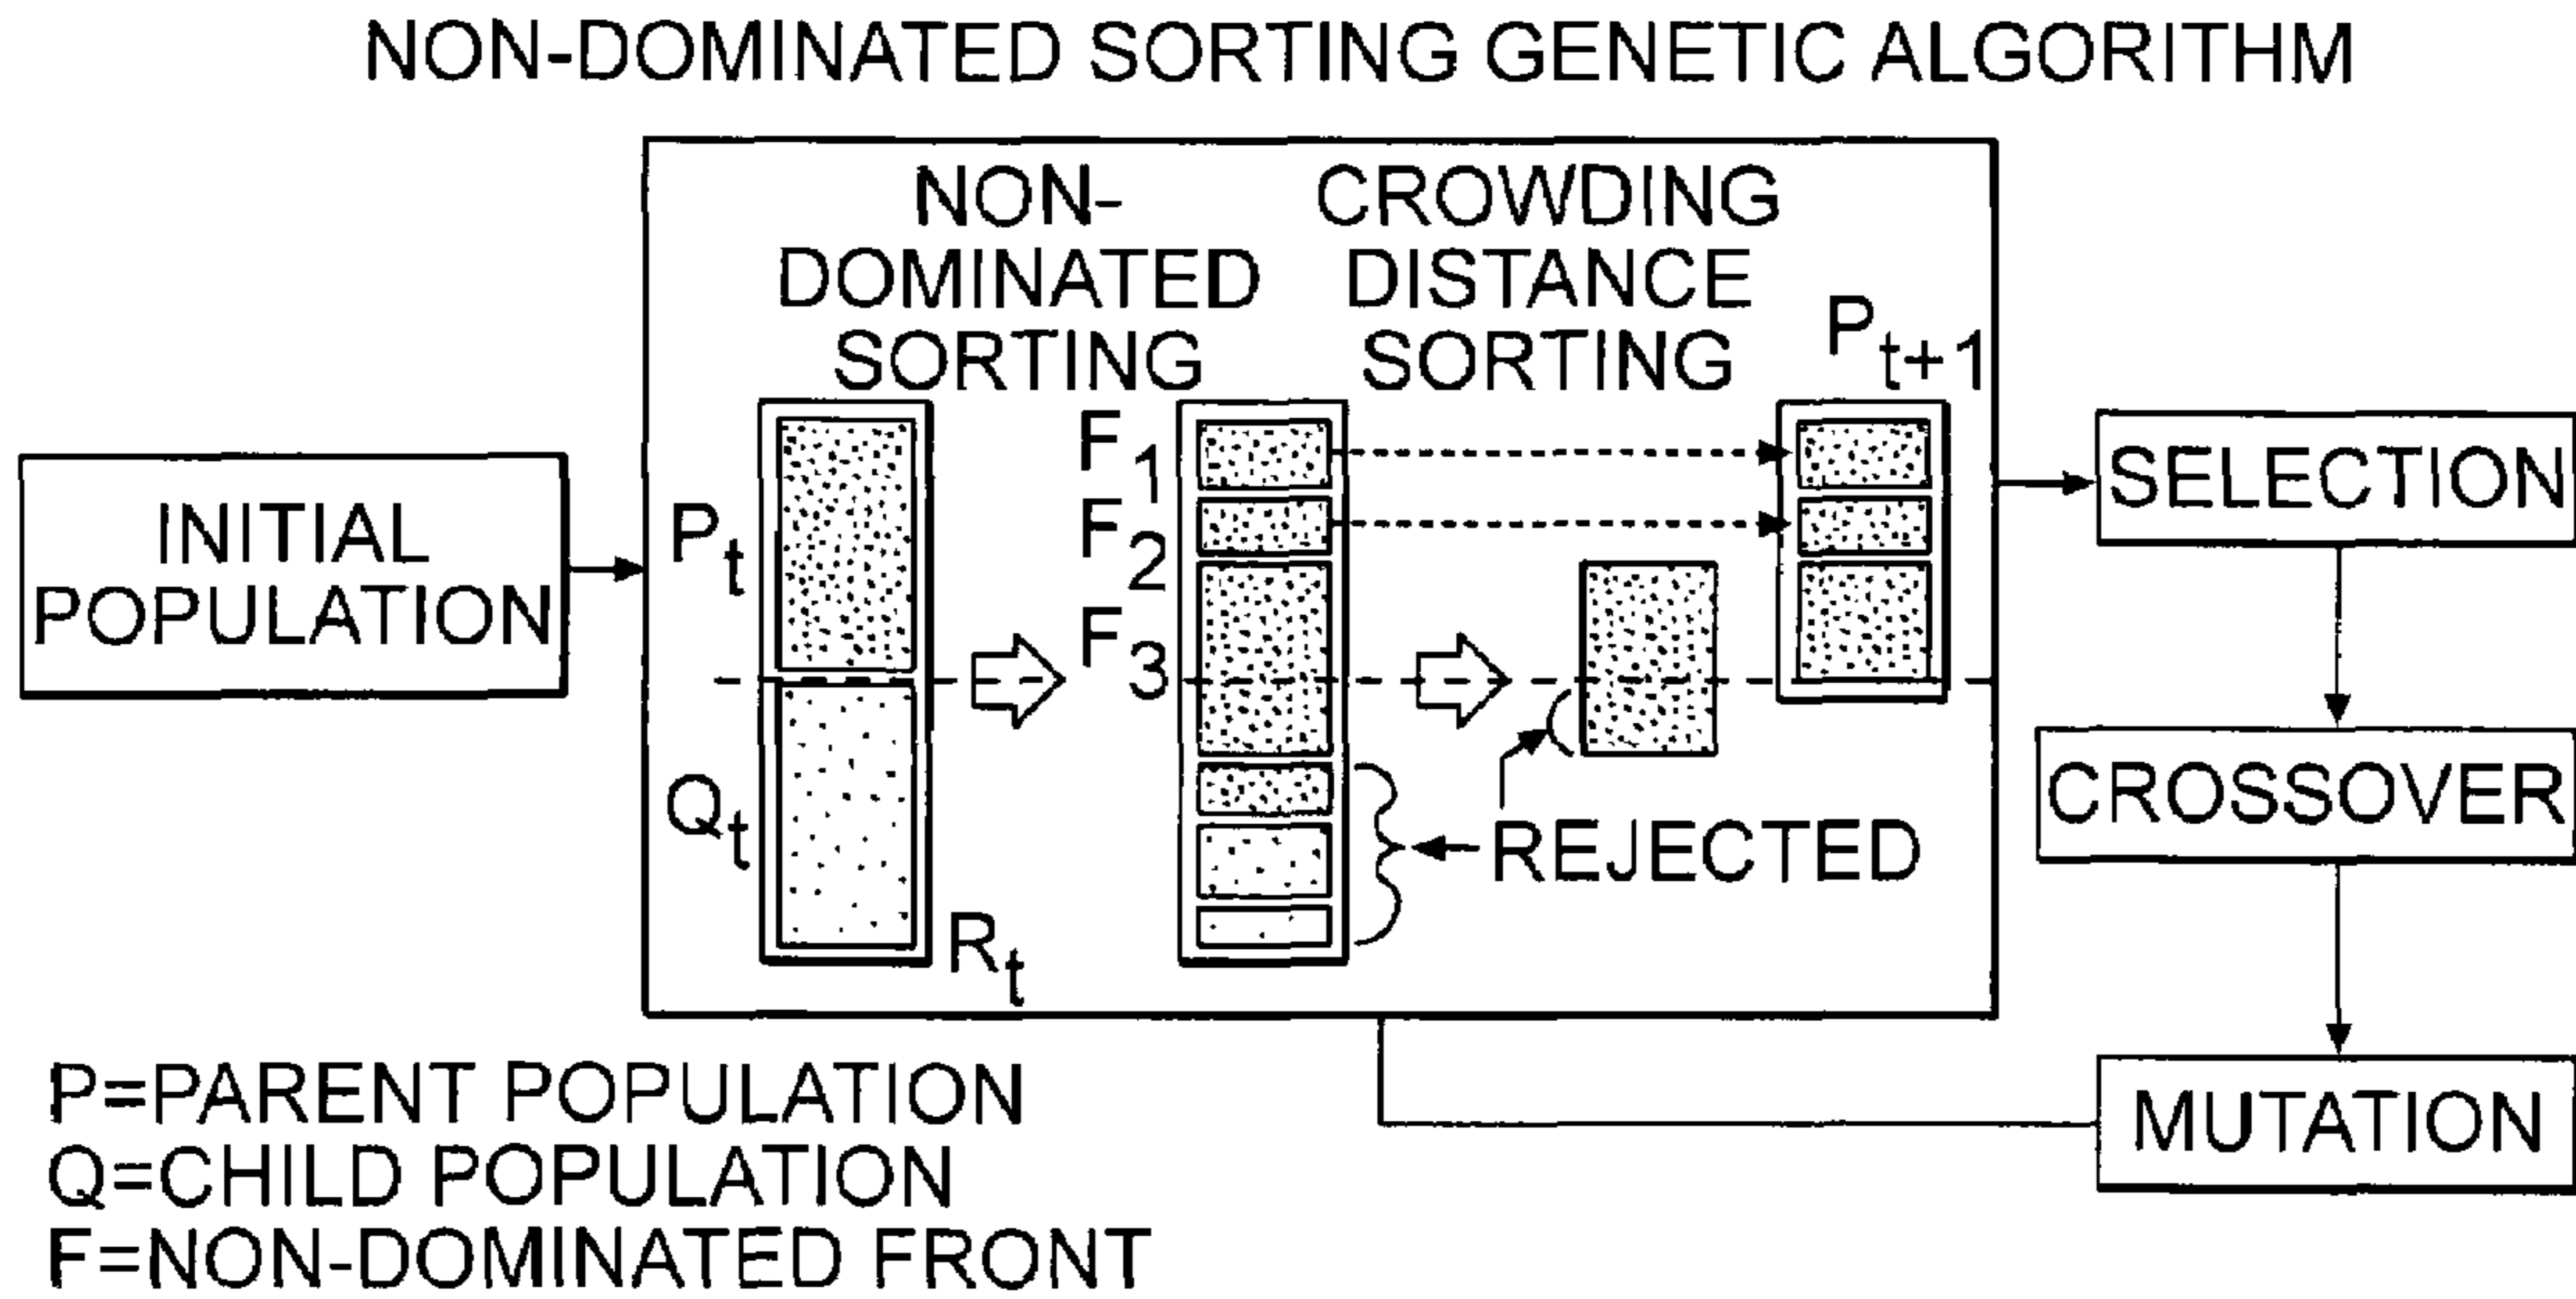 NON-DOMINATED SORTING GENETIC ALGORITHM
INITIAL
POPULATION
NON-
DOMINATED
SORTING
CROWDING
DISTANCE
SORTING
Pt+1
Pt
Qt
Rt
F1
F2
F3
REJECTED
SELECTION
CROSSOVER
MUTATION
P=PARENT POPULATION
Q=CHILD POPULATION
F=NON-DOMINATED FRONT